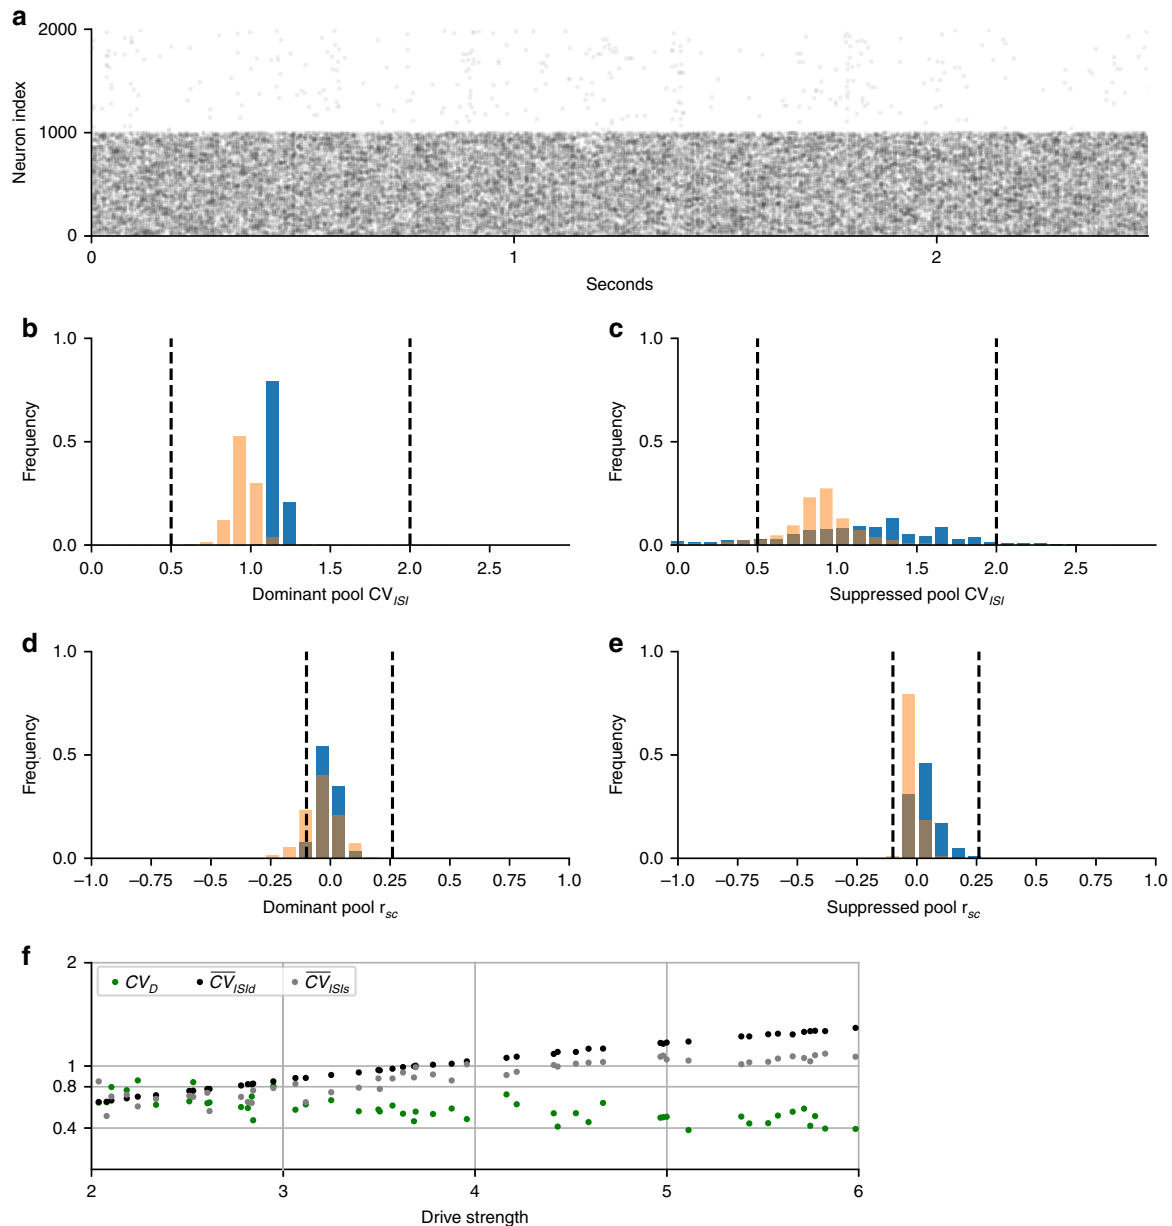 a
2000
1000
0
Neuron index
0 1 2
Seconds
b
1.0
0.5
0.0
Frequency
0.0 0.5 1.0 1.5 2.0 2.5
Dominant pool CV_ISI
c
1.0
0.5
0.0
Frequency
0.0 0.5 1.0 1.5 2.0 2.5
Suppressed pool CV_ISI
d
1.0
0.5
0.0
Frequency
−1.0 −0.75 −0.5 −0.25 0.0 0.25 −0.5 −0.75 1.0
Dominant pool r_sc
e
1.0
0.5
0.0
Frequency
−1.0 −0.75 −0.5 −0.25 0.0 0.25 −0.5 −0.75 1.0
Suppressed pool r_sc
f
CV_D CV_ISId CV_ISIs
2
1
0.8
0.4
2 3 4 5 6
Drive strength